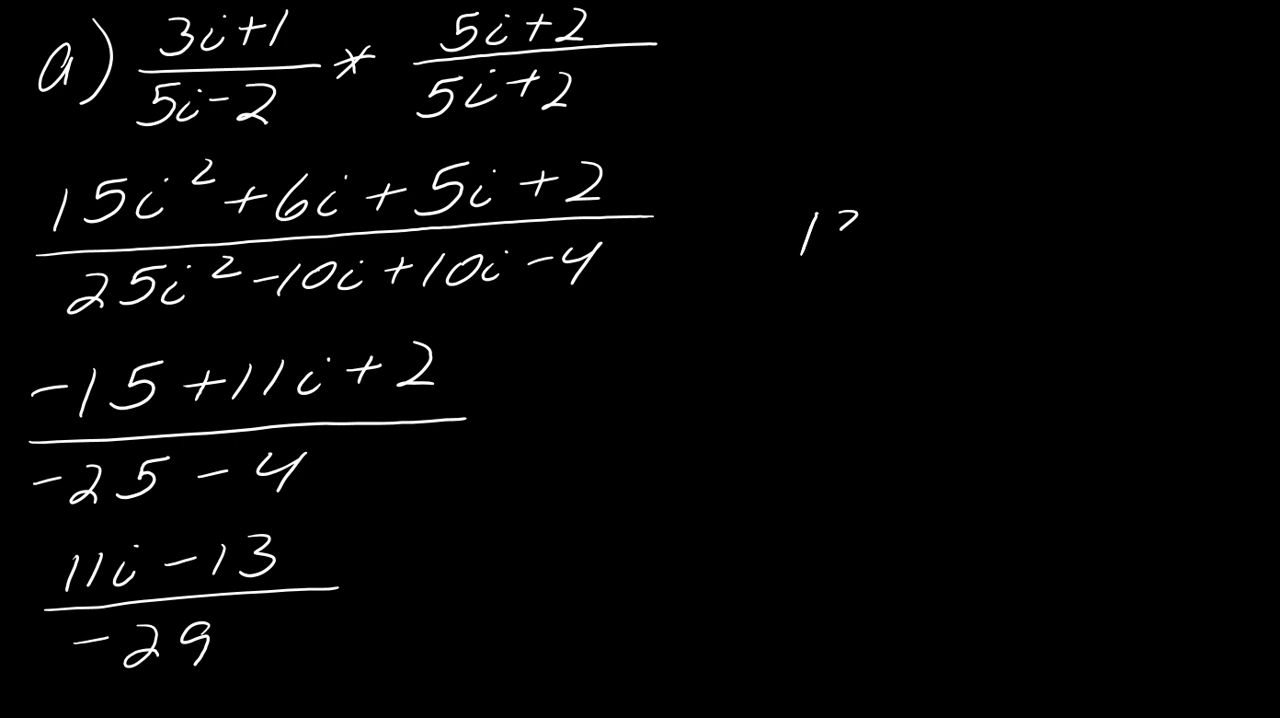 a) 3i+1 * 5i+2
5i-2 5i+2
15i²+6i+5i+2
25i²-10i+10i-4
-15+11i+2
-25-4
11i-13
-29